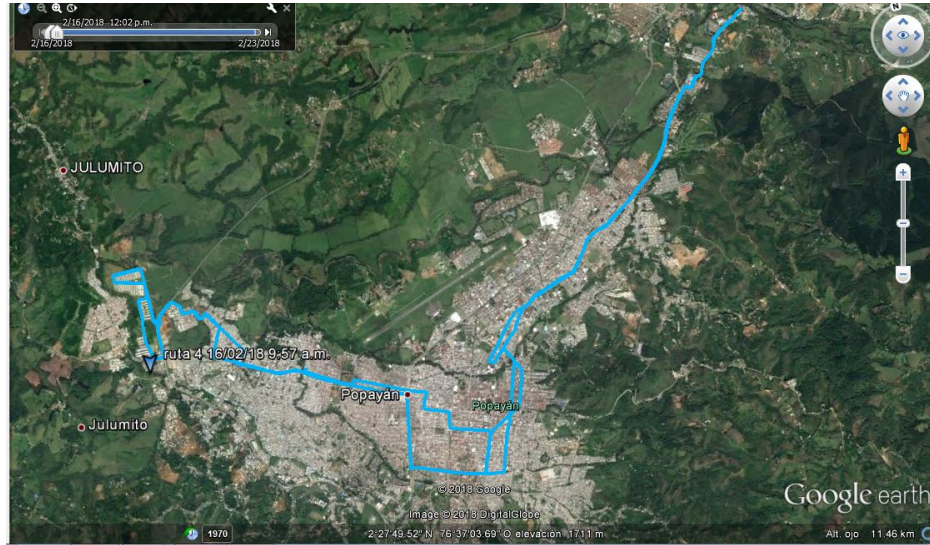 2/16/2018 12:02 p.m.
2/16/2018
2/23/2018
N
JULUMITO
ruta 4 16/02/18 9:57 a.m.
Popayán
Popayán
Julumito
© 2018 Google
Image © 2018 DigitalGlobe
Google earth
1970
2°27'49.52" N 76°37'03.69" O elevación 1711 m
Alt. ojo 11.46 km